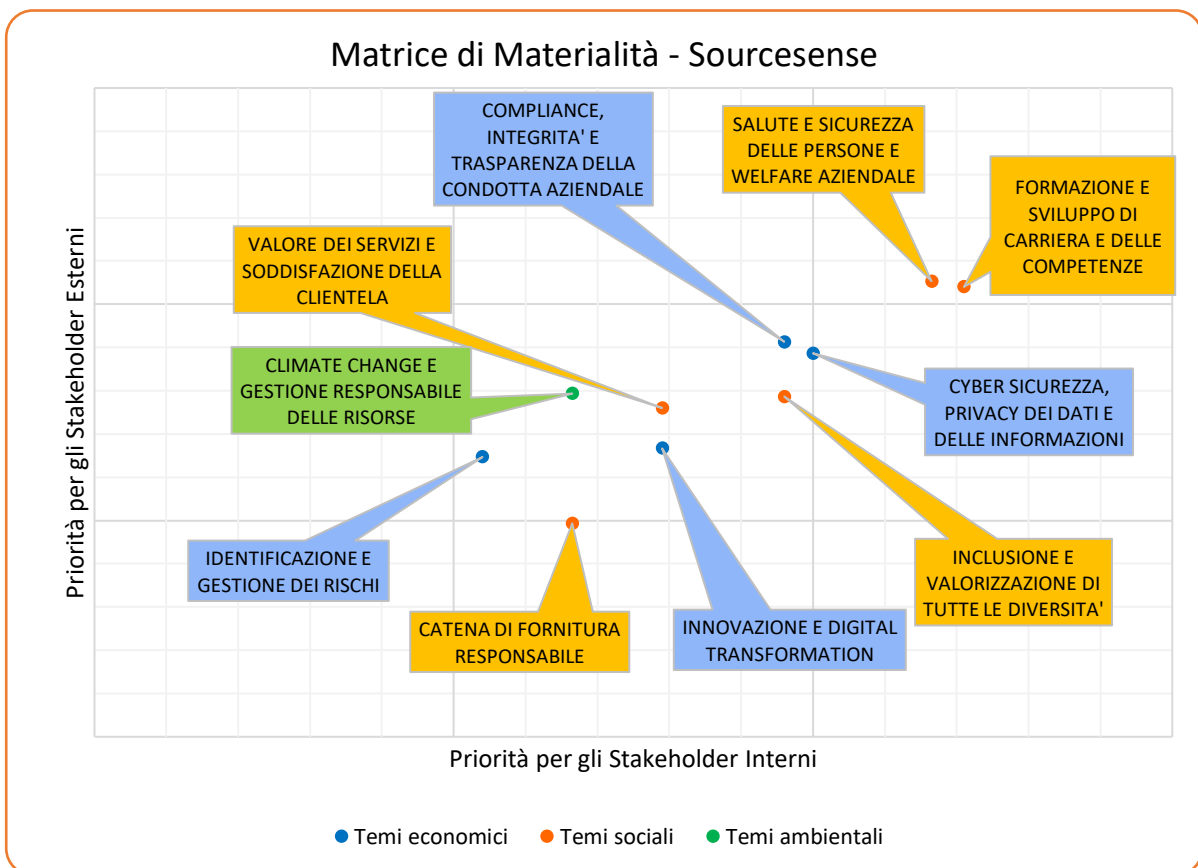 Matrice di Materialità - Sourcesense
COMPLIANCE,
INTEGRITA' E
TRASPARENZA DELLA
CONDOTTA AZIENDALE
SALUTE E SICUREZZA
DELLE PERSONE E
WELFARE AZIENDALE
FORMAZIONE E
SVILUPPO DI
CARRIERA E DELLE
COMPETENZE
VALORE DEI SERVIZI E
SODDISFAZIONE DELLA
CLIENTELA
CLIMATE CHANGE E
GESTIONE RESPONSABILE
DELLE RISORSE
CYBER SICUREZZA,
PRIVACY DEI DATI E
DELLE INFORMAZIONI
IDENTIFICAZIONE E
GESTIONE DEI RISCHI
CATENA DI FORNITURA
RESPONSABILE
INNOVAZIONE E DIGITAL
TRANSFORMATION
INCLUSIONE E
VALORIZZAZIONE DI
TUTTE LE DIVERSITA'
Priorità per gli Stakeholder Esterni
Priorità per gli Stakeholder Interni
Temi economici
Temi sociali
Temi ambientali